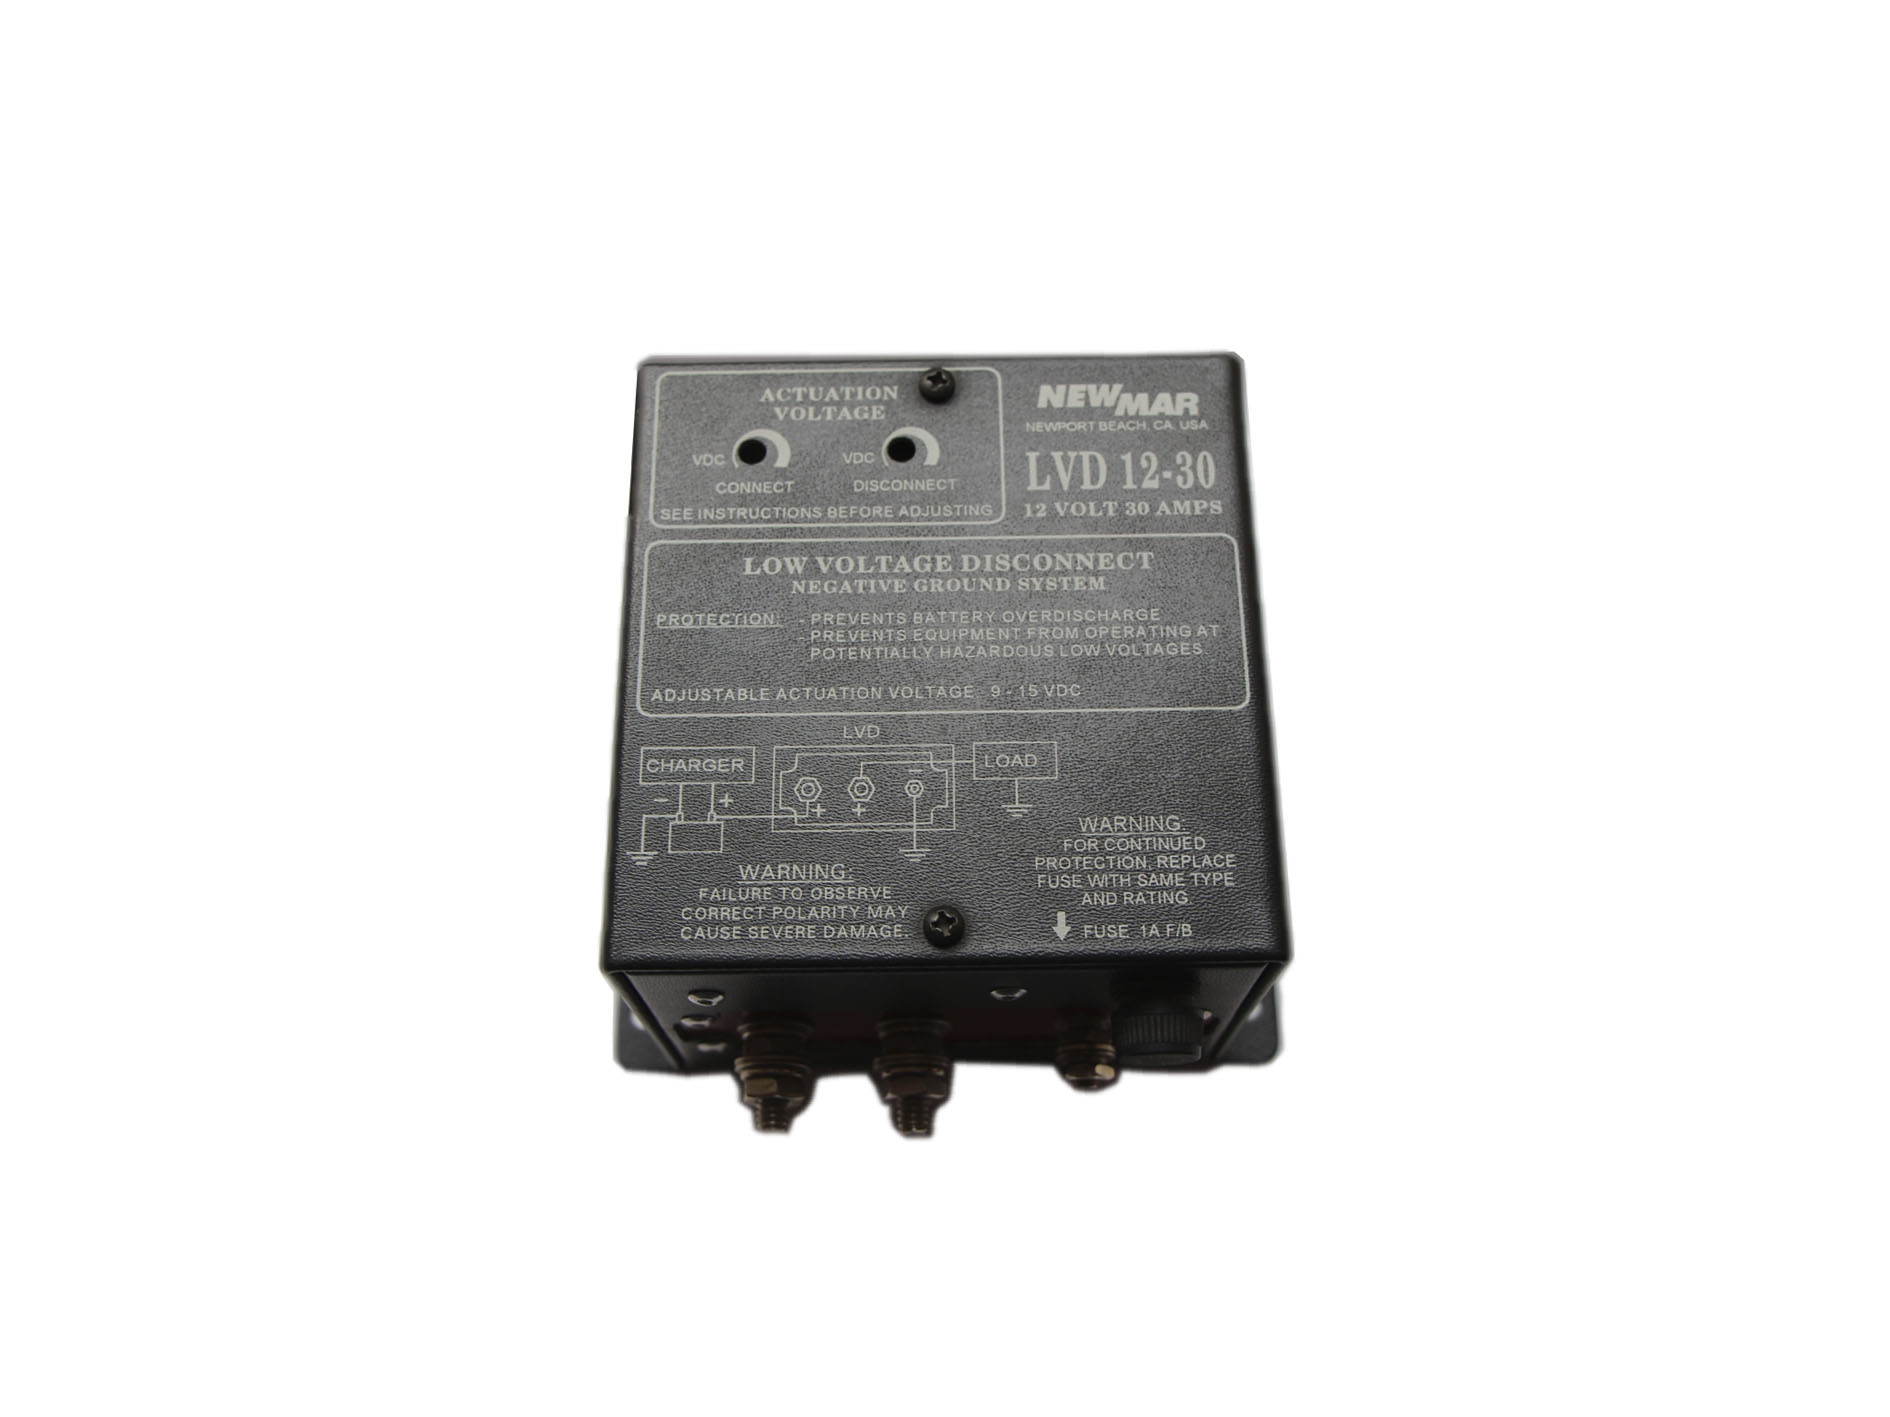 ACTUATION
VOLTAGE
VDC VDC
CONNECT DISCONNECT
SEE INSTRUCTIONS BEFORE ADJUSTING
NEWMAR
NEWPORT BEACH, CA. USA
LVD 12-30
12 VOLT 30 AMPS
LOW VOLTAGE DISCONNECT
NEGATIVE GROUND SYSTEM
PROTECTION: - PREVENTS BATTERY OVERDISCHARGE
- PREVENTS EQUIPMENT FROM OPERATING AT
POTENTIALLY HAZARDOUS LOW VOLTAGES.
ADJUSTABLE ACTUATION VOLTAGE 9 - 15 VDC
LVD
CHARGER
LOAD
- +
+ + -
WARNING:
FAILURE TO OBSERVE
CORRECT POLARITY MAY
CAUSE SEVERE DAMAGE.
WARNING:
FOR CONTINUED
PROTECTION, REPLACE
FUSE WITH SAME TYPE
AND RATING.
FUSE 1A F/B